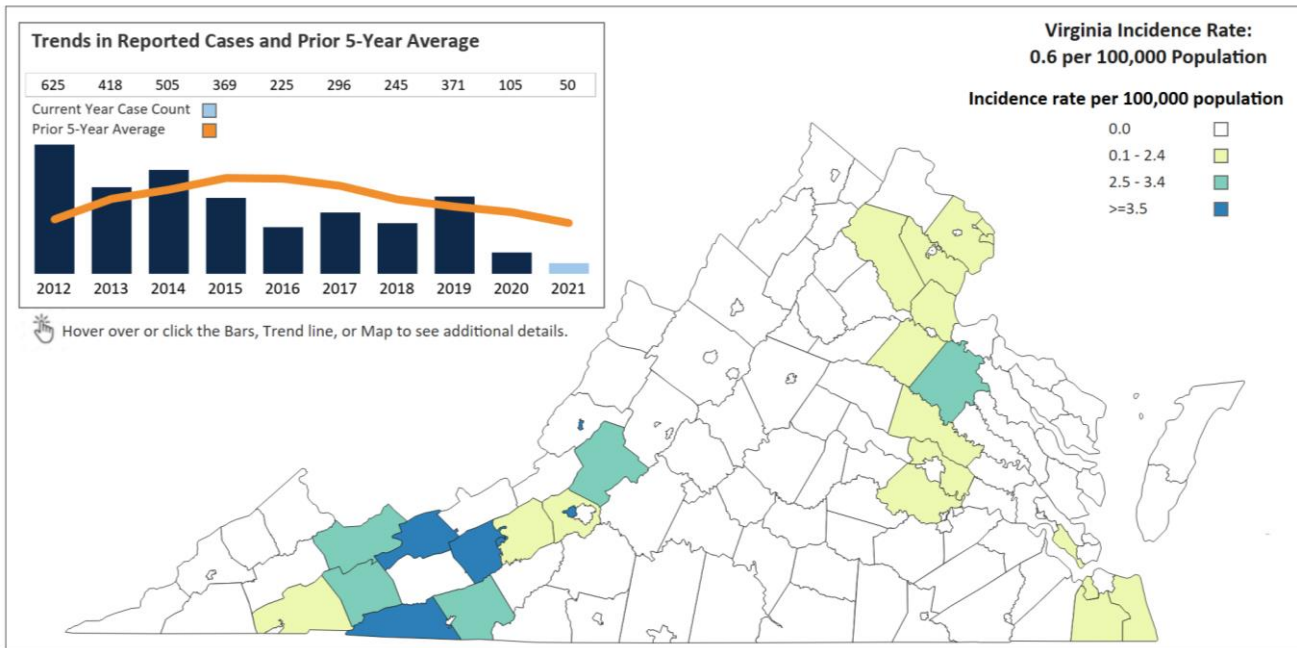 Trends in Reported Cases and Prior 5-Year Average
625 418 505 369 225 296 245 371 105 50
Current Year Case Count
Prior 5-Year Average
2012 2013 2014 2015 2016 2017 2018 2019 2020 2021
Hover over or click the Bars, Trend line, or Map to see additional details.
Virginia Incidence Rate:
0.6 per 100,000 Population
Incidence rate per 100,000 population
0.0
0.1 - 2.4
2.5 - 3.4
>=3.5